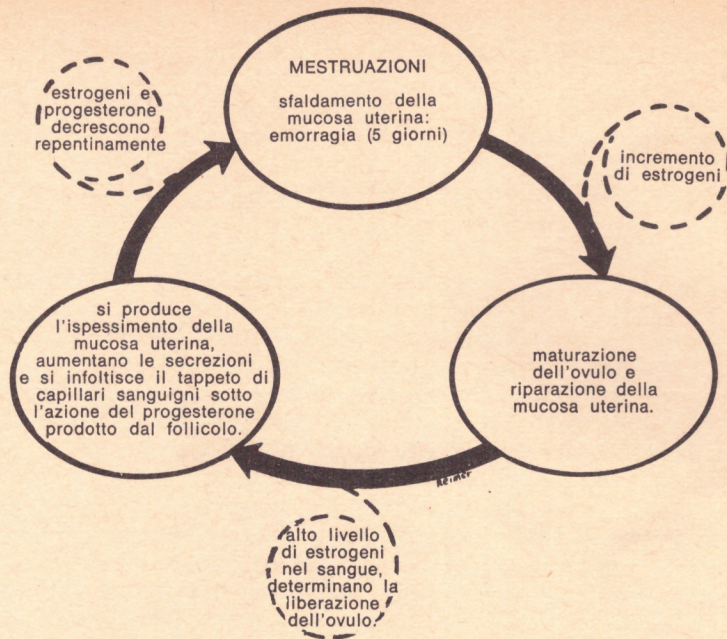 MESTRUAZIONI
sfaldamento della
mucosa uterina:
emorragia (5 giorni)
incremento
di estrogeni
maturazione
dell'ovulo e
riparazione della
mucosa uterina.
Reimer
alto livello
di estrogeni
nel sangue,
determinano la
liberazione
dell'ovulo.
si produce
l'ispessimento della
mucosa uterina,
aumentano le secrezioni
e si infoltisce il tappeto di
capillari sanguigni sotto
l'azione del progesterone
prodotto dal follicolo.
estrogeni e
progesterone
decrescono
repentinamente